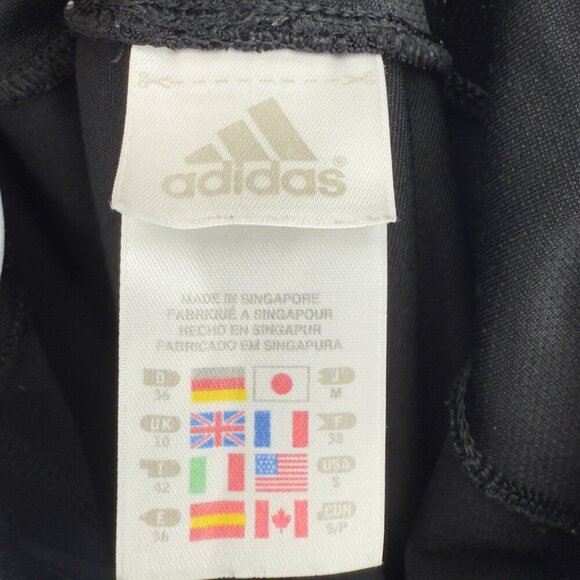 adidas®
MADE IN SINGAPORE
FABRIQUÉ A SINGAPOUR
HECHO EN SINGAPUR
FABRICADO EM SINGAPURA
D J
36 M
UK F
10 38
I USA
42 S
E CDN
36 S/P